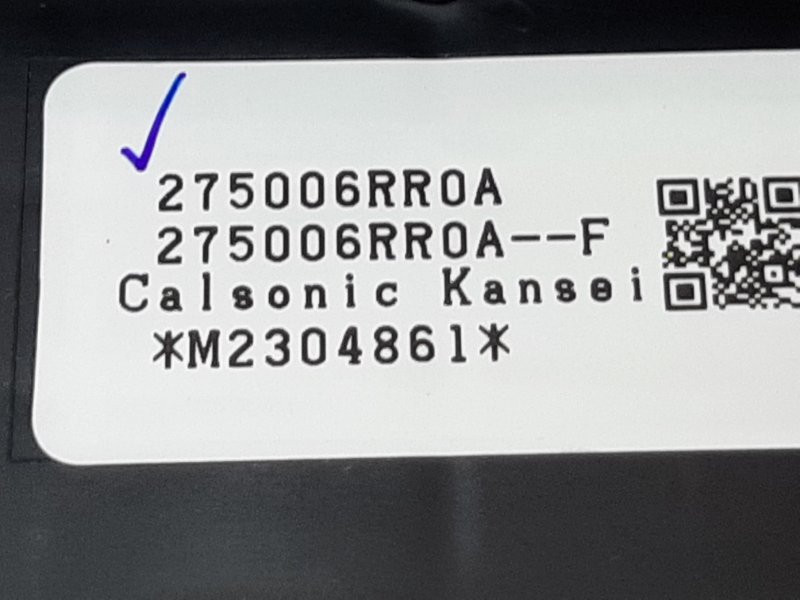 275006RR0A
275006RR0A--F
Calsonic Kansei
*M2304861*